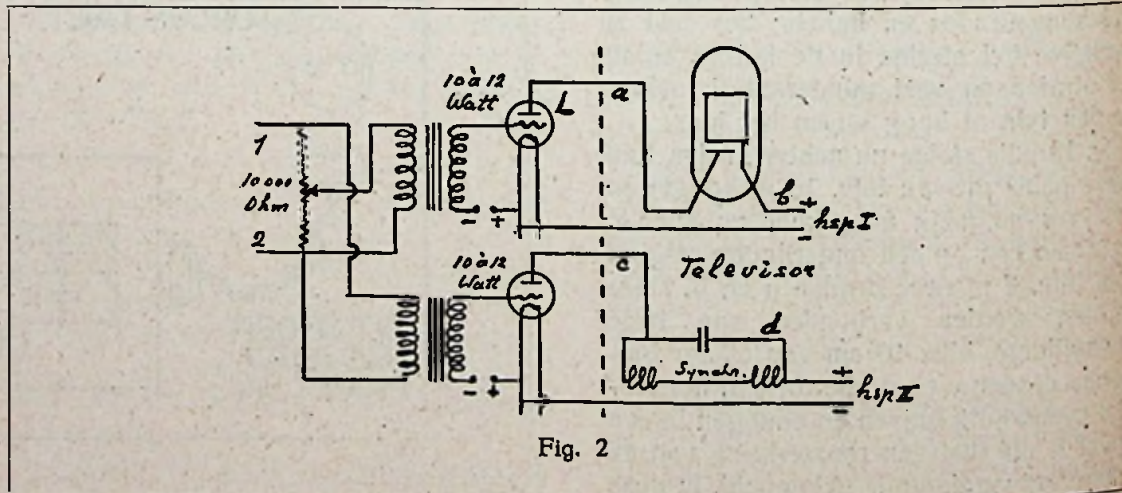 10 à 12
Watt
L
a
1
10 000
Ohm
2
b
+
hsp I
-
- +
10 à 12
Watt
c
Televisor
d
Synchr.
+
hsp II
-
- +
Fig. 2